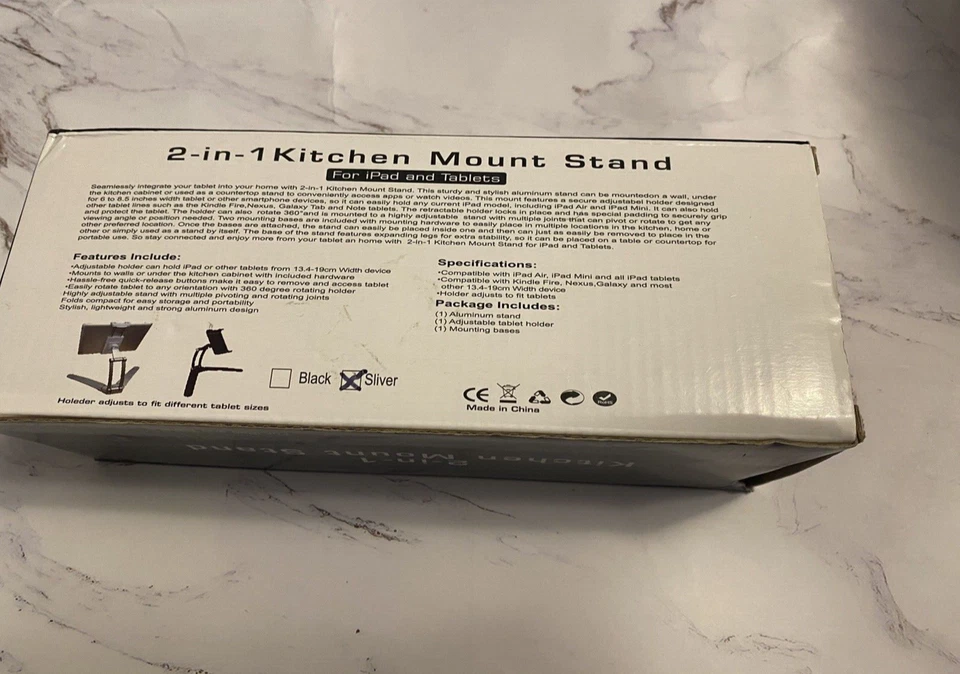 2-in-1 Kitchen Mount Stand
For iPad and Tablets
Seamiessly integrate your tablet into your home with 2-in-1 Kitchen Mount Stand. This sturdy and stylish aluminum stand can be mountedon a wall, under
the kitchen cabinet or used as a countertop stand to conveniently access apps or watch videos. This mount features a secure adjustabel holder designed
for 6 to 8.5 inches width tablet or other smartphone devices, so it can easily hold any current iPad model, including iPad Air and iPad Mini. It can also hold
other tablet lines such as the Kindle Fire,Nexus, Galaxy Tab and Note tablets. The retractable holder locks in place and has special padding to securely grip
and protect the tablet. The holder can also rotate 360°and is mounted to a highly adjustable stand with multiple joints-that can pivot or rotate to get any
viewing angle or position needed. Two mounting bases are included with mounting hardware to easily place in multiple locations in the kitchen, home or
other preferred location. Once the bases are attached, the stand can easily be placed inside one and then can just as easily be removed to place in the
other or simply used as a stand by itself. The base of the stand features expanding legs for extra stability, so it can be placed on a table or countertop for
portable use. So stay connected and enjoy more from your tablet an home with 2-in-1 Kitchen Mount Stand for iPad and Tablets.
Features Include:
•Adjustable holder can hold iPad or other tablets from 13.4-19cm Width device
•Mounts to walls or under the kitchen cabinet with included hardware
•Hassle-free quick-release buttons make it easy to remove and access tablet
•Easily rotate tablet to any orientation with 360 degree rotating holder
Highly adjustable stand with multiple pivoting and rotating joints
Folds compact for easy storage and portability
Stylish, lightweight and strong aluminum design
Holeder adjusts to fit different tablet sizes
Black Sliver
Specifications:
•Compatible with iPad Air, iPad Mini and all iPad tablets
•Compatible with Kindle Fire, Nexus,Galaxy and most
other 13.4-19cm Width device
•Holder adjusts to fit tablets
Package Includes:
(1) Aluminum stand
(1) Adjustable tablet holder
(1) Mounting bases
CE
RoHS
Made in China
2-in-1
Kitchen Mount Stand